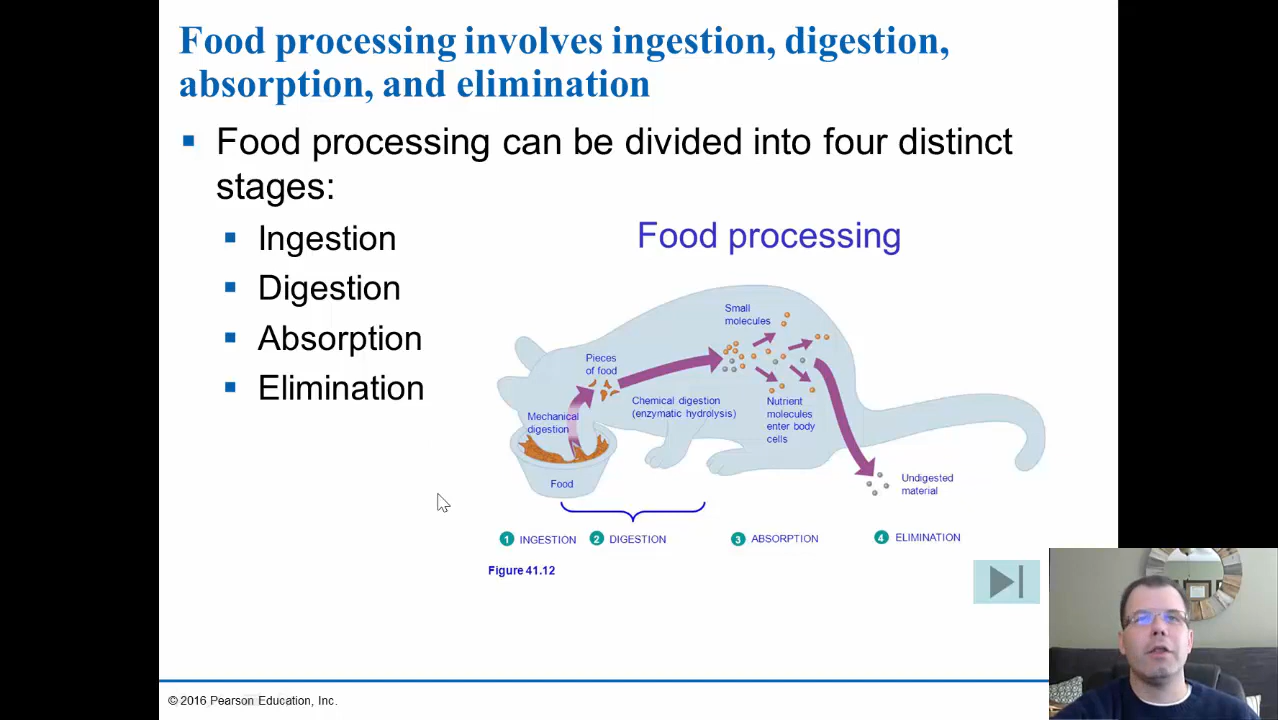 Food processing involves ingestion, digestion,
absorption, and elimination
Food processing can be divided into four distinct
stages:
Ingestion
Digestion
Absorption
Elimination
Food processing
Small
molecules
Pieces
of food
Chemical digestion
(enzymatic hydrolysis)
Mechanical
digestion
Nutrient
molecules
enter body
cells
Food
Undigested
material
1 INGESTION 2 DIGESTION 3 ABSORPTION 4 ELIMINATION
Figure 41.12
© 2016 Pearson Education, Inc.